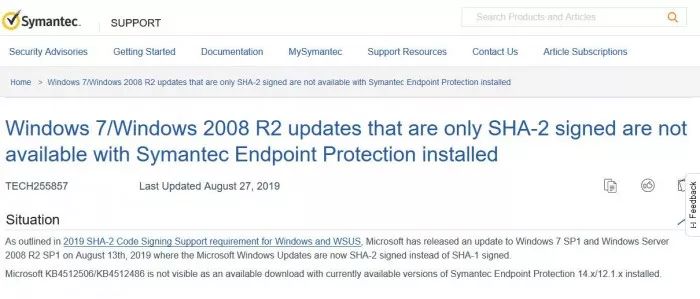 Symantec.
SUPPORT
Search Products and Articles
Security Advisories Getting Started Documentation MySymantec Support Resources Contact Us Article Subscriptions
Home > Windows 7/Windows 2008 R2 updates that are only SHA-2 signed are not available with Symantec Endpoint Protection installed
Windows 7/Windows 2008 R2 updates that are only SHA-2 signed are not
available with Symantec Endpoint Protection installed
TECH255857 Last Updated August 27, 2019
Feedback
Situation
As outlined in 2019 SHA-2 Code Signing Support requirement for Windows and WSUS, Microsoft has released an update to Windows 7 SP1 and Windows Server
2008 R2 SP1 on August 13th, 2019 where the Microsoft Windows Updates are now SHA-2 signed instead of SHA-1 signed.
Microsoft KB4512506/KB4512486 is not visible as an available download with currently available versions of Symantec Endpoint Protection 14.x/12.1.x installed.